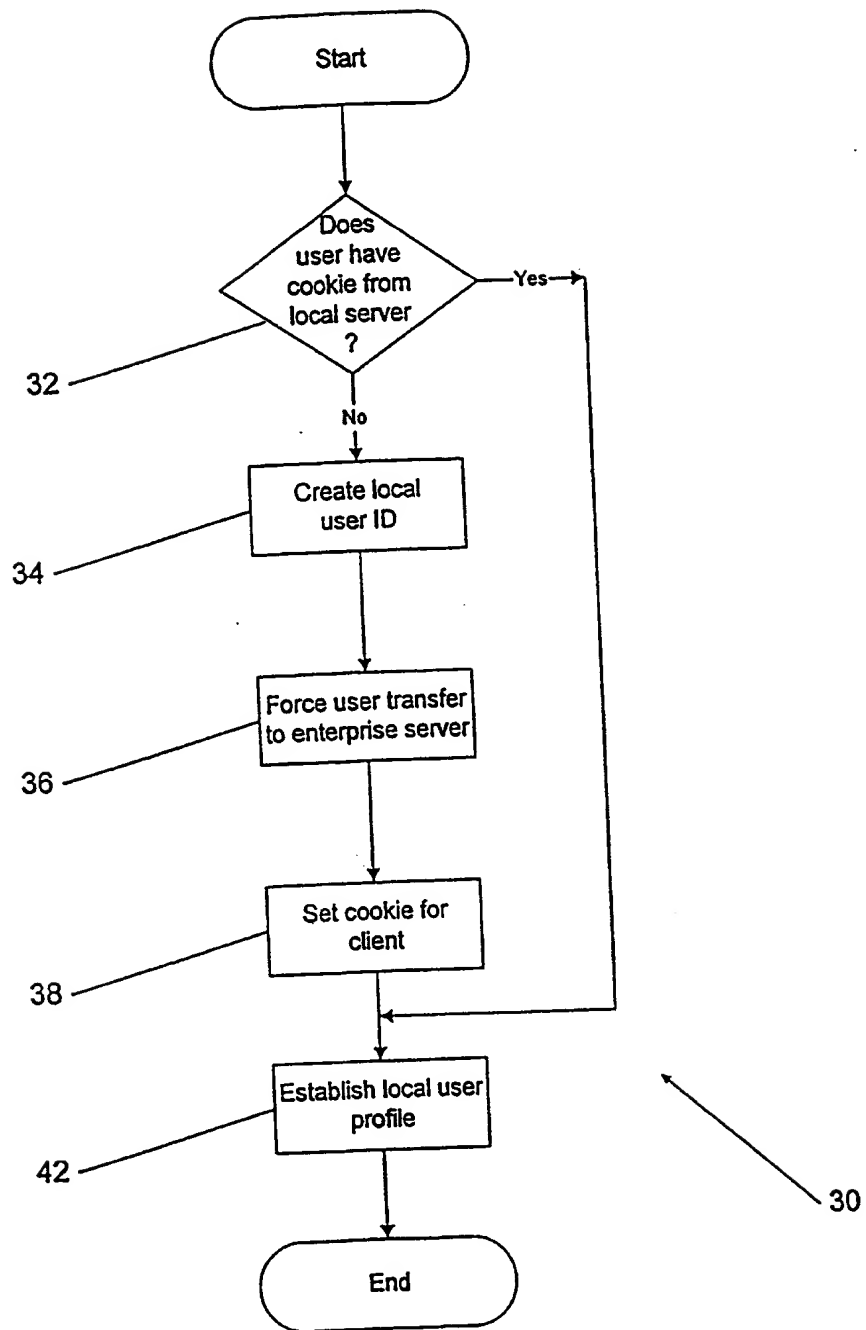 Start
Does
user have
cookie from
local server
?
Yes
32
No
Create local
user ID
34
Force user transfer
to enterprise server
36
Set cookie for
client
38
Establish local user
profile
42
30
End